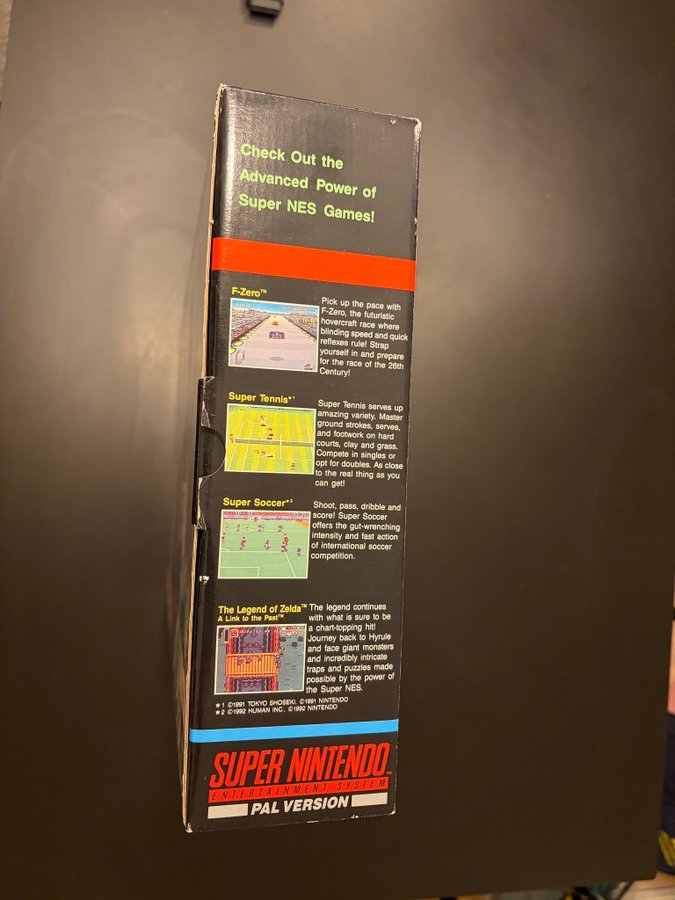 Check Out the
Advanced Power of
Super NES Games!
F-Zero™
Pick up the pace with
F-Zero, the futuristic
hovercraft race where
blinding speed and quick
reflexes rule! Strap
yourself in and prepare
for the race of the 26th
Century!
Super Tennis*¹
Super Tennis serves up
amazing variety. Master
ground strokes, serves,
and footwork on hard
courts, clay and grass.
Compete in singles or
opt for doubles. As close
to the real thing as you
can get!
Super Soccer*²
Shoot, pass, dribble and
score! Super Soccer
offers the gut-wrenching
intensity and fast action
of international soccer
competition.
The Legend of Zelda™
A Link to the Past™
The legend continues
with what is sure to be
a chart-topping hit!
Journey back to Hyrule
and face giant monsters
and incredibly intricate
traps and puzzles made
possible by the power of
the Super NES.
★1 ©1991 TOKYO SHOSEKI, ©1991 NINTENDO
★2 ©1992 HUMAN INC, ©1992 NINTENDO
SUPER NINTENDO™
ENTERTAINMENT SYSTEM
PAL VERSION